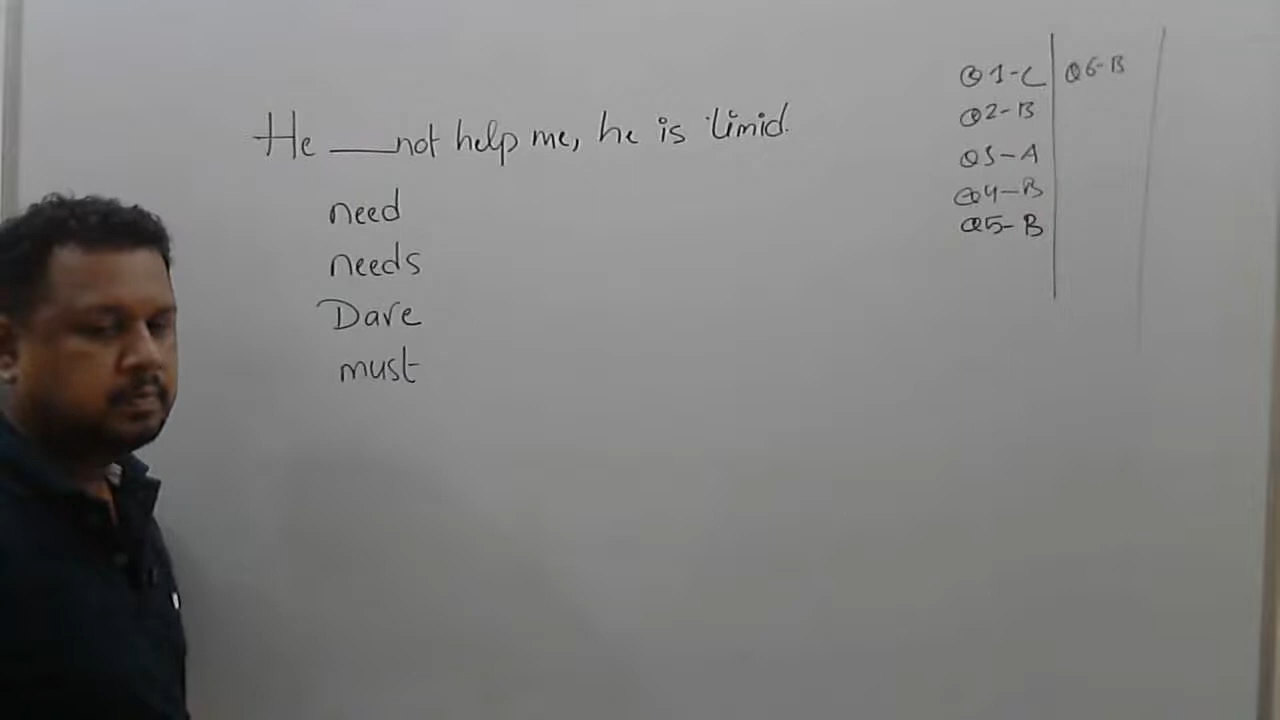 He ___ not help me, he is timid.
need
needs
Dare
must
Q1-C
Q2-B
Q3-A
Q4-B
Q5-B
Q6-B